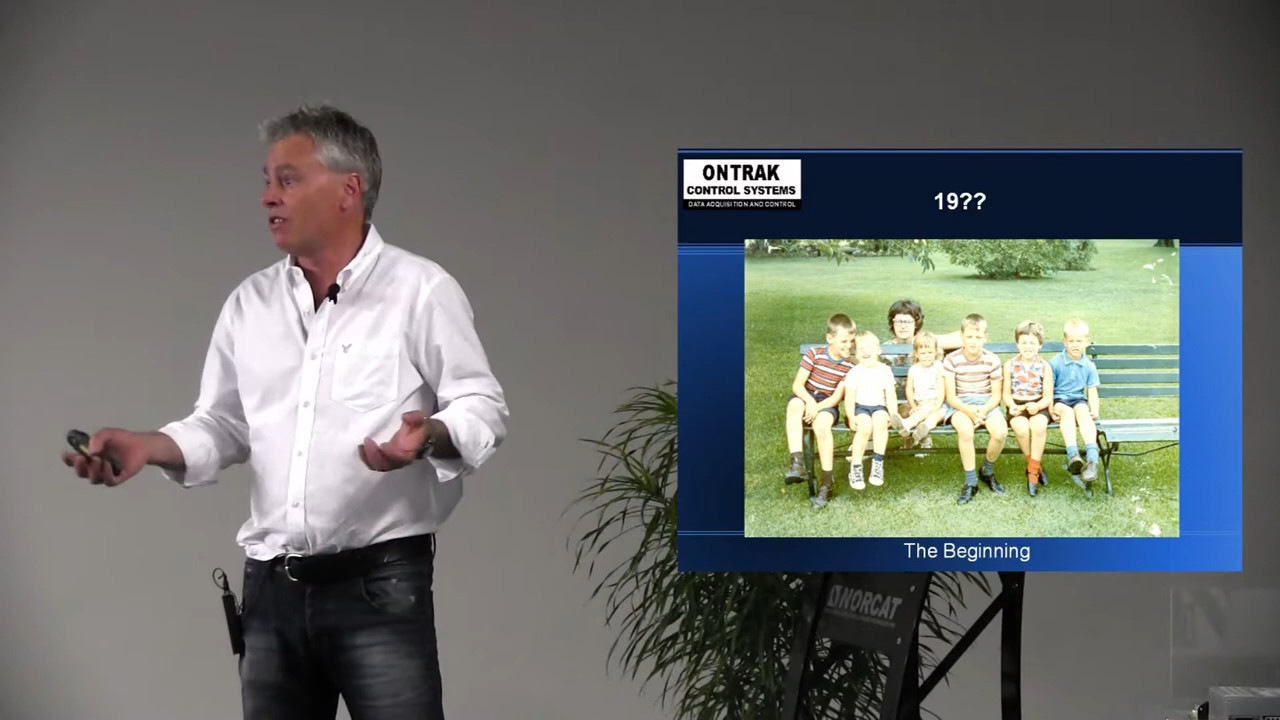 ONTRAK
CONTROL SYSTEMS
DATA ACQUISITION AND CONTROL
19??
The Beginning
NORCAT